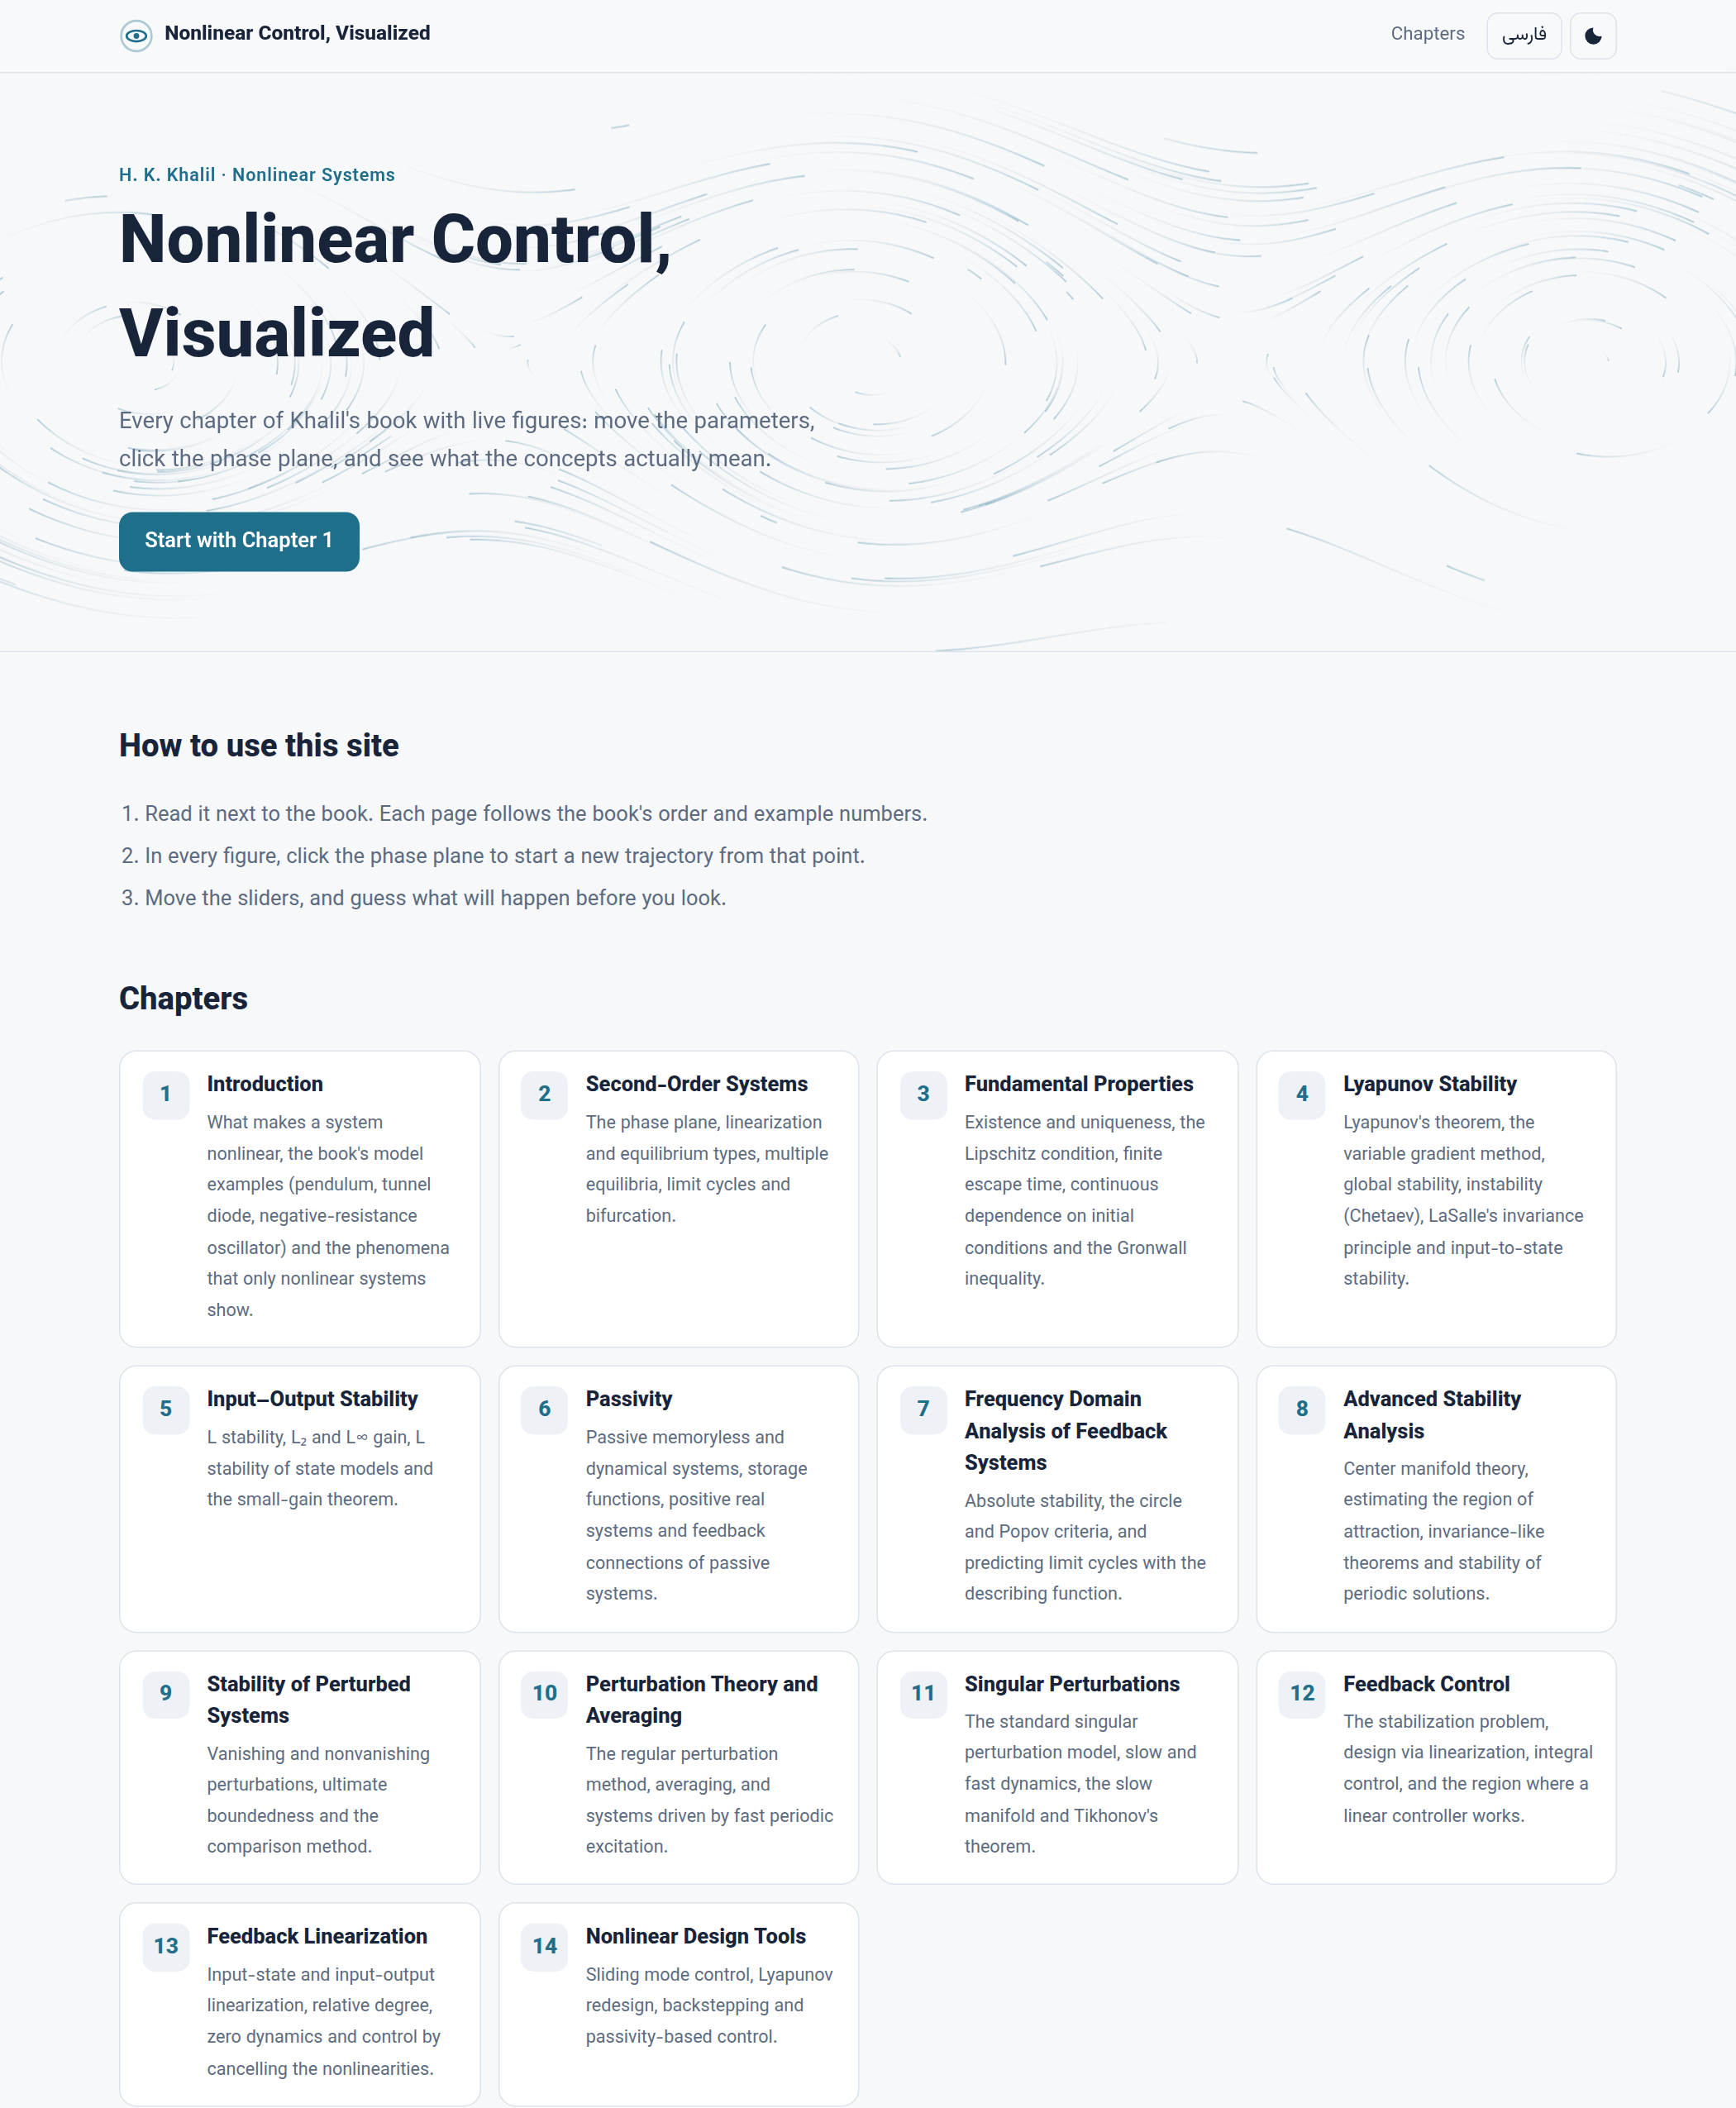 Nonlinear Control, Visualized
Chapters
فارسی
H. K. Khalil · Nonlinear Systems
Nonlinear Control,
Visualized
Every chapter of Khalil's book with live figures: move the parameters,
click the phase plane, and see what the concepts actually mean.
Start with Chapter 1
How to use this site
1. Read it next to the book. Each page follows the book's order and example numbers.
2. In every figure, click the phase plane to start a new trajectory from that point.
3. Move the sliders, and guess what will happen before you look.
Chapters
1
Introduction
What makes a system
nonlinear, the book's model
examples (pendulum, tunnel
diode, negative-resistance
oscillator) and the phenomena
that only nonlinear systems
show.
2
Second-Order Systems
The phase plane, linearization
and equilibrium types, multiple
equilibria, limit cycles and
bifurcation.
3
Fundamental Properties
Existence and uniqueness, the
Lipschitz condition, finite
escape time, continuous
dependence on initial
conditions and the Gronwall
inequality.
4
Lyapunov Stability
Lyapunov's theorem, the
variable gradient method,
global stability, instability
(Chetaev), LaSalle's invariance
principle and input-to-state
stability.
5
Input–Output Stability
L stability, L₂ and L∞ gain, L
stability of state models and
the small-gain theorem.
6
Passivity
Passive memoryless and
dynamical systems, storage
functions, positive real
systems and feedback
connections of passive
systems.
7
Frequency Domain
Analysis of Feedback
Systems
Absolute stability, the circle
and Popov criteria, and
predicting limit cycles with the
describing function.
8
Advanced Stability
Analysis
Center manifold theory,
estimating the region of
attraction, invariance-like
theorems and stability of
periodic solutions.
9
Stability of Perturbed
Systems
Vanishing and nonvanishing
perturbations, ultimate
boundedness and the
comparison method.
10
Perturbation Theory and
Averaging
The regular perturbation
method, averaging, and
systems driven by fast periodic
excitation.
11
Singular Perturbations
The standard singular
perturbation model, slow and
fast dynamics, the slow
manifold and Tikhonov's
theorem.
12
Feedback Control
The stabilization problem,
design via linearization, integral
control, and the region where a
linear controller works.
13
Feedback Linearization
Input-state and input-output
linearization, relative degree,
zero dynamics and control by
cancelling the nonlinearities.
14
Nonlinear Design Tools
Sliding mode control, Lyapunov
redesign, backstepping and
passivity-based control.